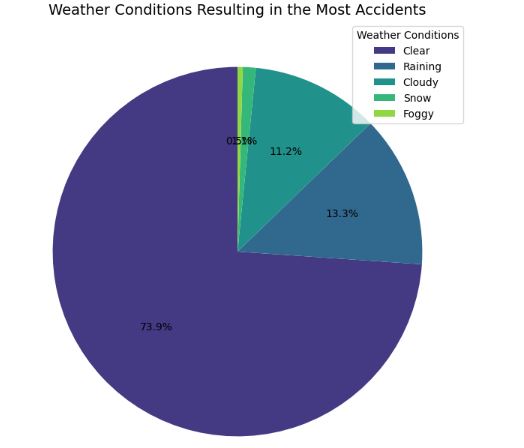 Weather Conditions Resulting in the Most Accidents
Weather Conditions
Clear
Raining
Cloudy
Snow
Foggy
11.2%
13.3%
73.9%